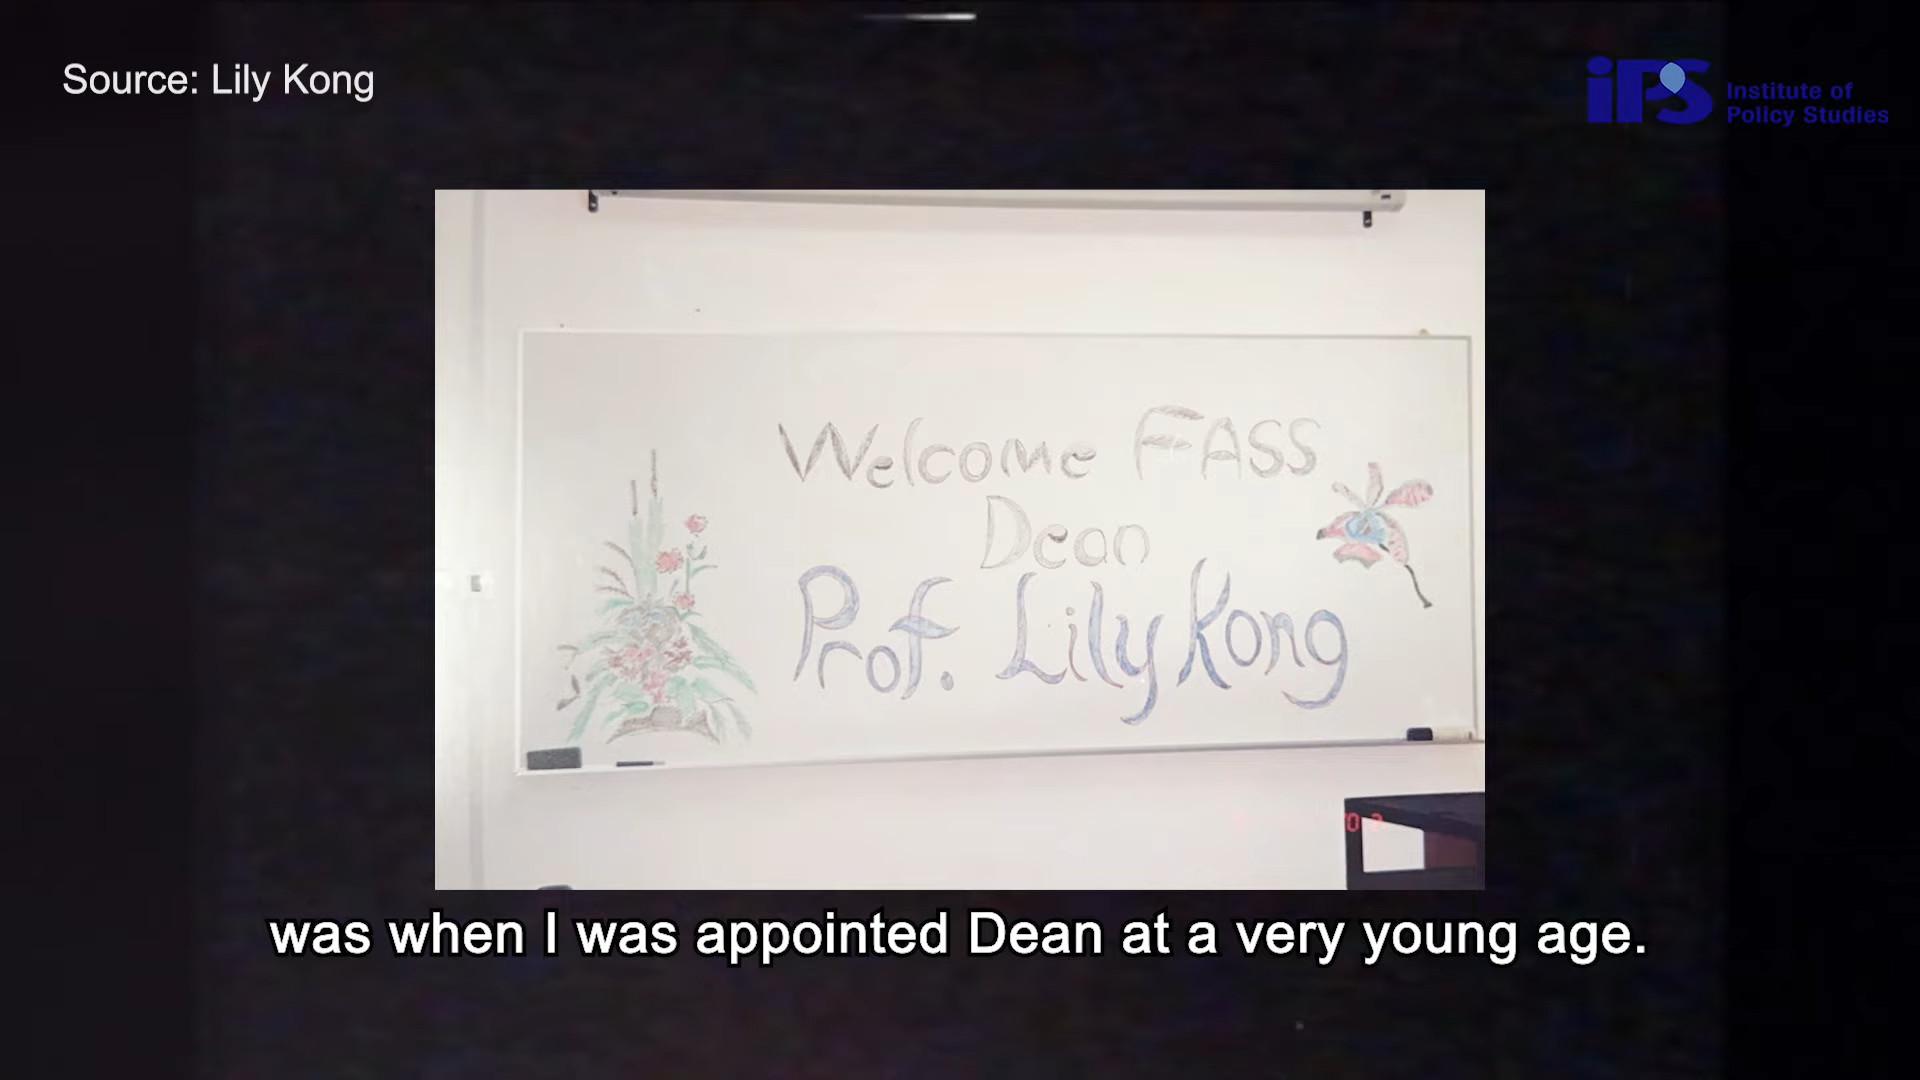 Source: Lily Kong
iPS Institute of
Policy Studies
Welcome FASS
Dean
Prof. Lily Kong
was when I was appointed Dean at a very young age.